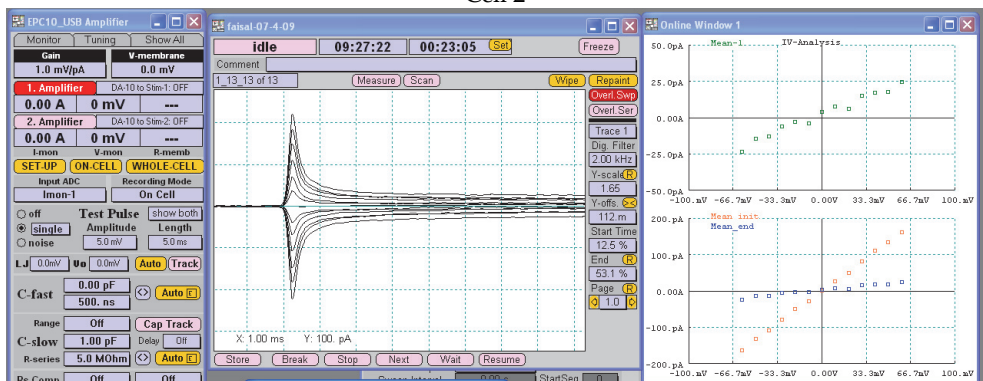 Cell 2
EPC10_USB Amplifier
Monitor Tuning Show All
Gain V-membrane
1.0 mV/pA 0.0 mV
1. Amplifier DA-10 to Stim-1: OFF
0.00 A 0 mV ---
2. Amplifier DA-10 to Stim-2: OFF
0.00 A 0 mV ---
I-mon V-mon R-memb
SET-UP ON-CELL WHOLE-CELL
Input ADC Recording Mode
Imon-1 On Cell
off Test Pulse show both
single Amplitude Length
noise 5.0 mV 5.0 ms
LJ 0.0mV Vo 0.0mV Auto Track
C-fast 0.00 pF Auto E
500. ns
Range Off Cap Track
C-slow 1.00 pF Delay Off
R-series 5.0 MOhm Auto E
Rs Comp Off Off
faisal-07-4-09
idle 09:27:22 00:23:05 Set Freeze
Comment
1_13_13 of 13 Measure Scan Wipe Repaint
Overl.Swp
Overl.Ser
Trace 1
Dig. Filter
2.00 kHz
Y-scale R
1.65
Y-offs.
112.m
Start Time
12.5 %
End R
53.1 %
Page R
1.0
X: 1.00 ms Y: 100. pA
Store Break Stop Next Wait Resume
Sweep Interval 0.00 s StartSeg 0
Online Window 1
Mean-1 IV-Analysis
50.0pA
25.0pA
0.00A
-25.0pA
-50.0pA
-100.mV -66.7mV -33.3mV 0.00V 33.3mV 66.7mV 100.mV
Mean_init
Mean_end
200.pA
100.pA
0.00A
-100.pA
-200.pA
-100.mV -66.7mV -33.3mV 0.00V 33.3mV 66.7mV 100.mV